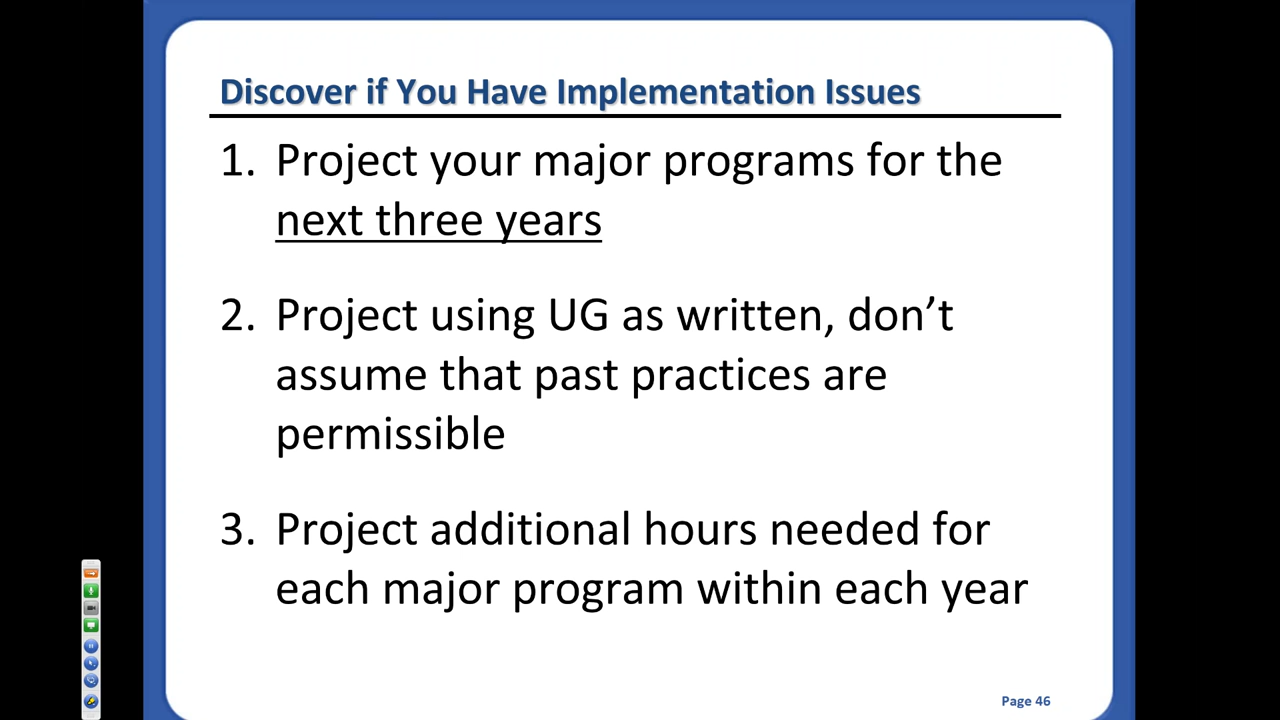 Discover if You Have Implementation Issues
1. Project your major programs for the
next three years
2. Project using UG as written, don’t
assume that past practices are
permissible
3. Project additional hours needed for
each major program within each year
Page 46